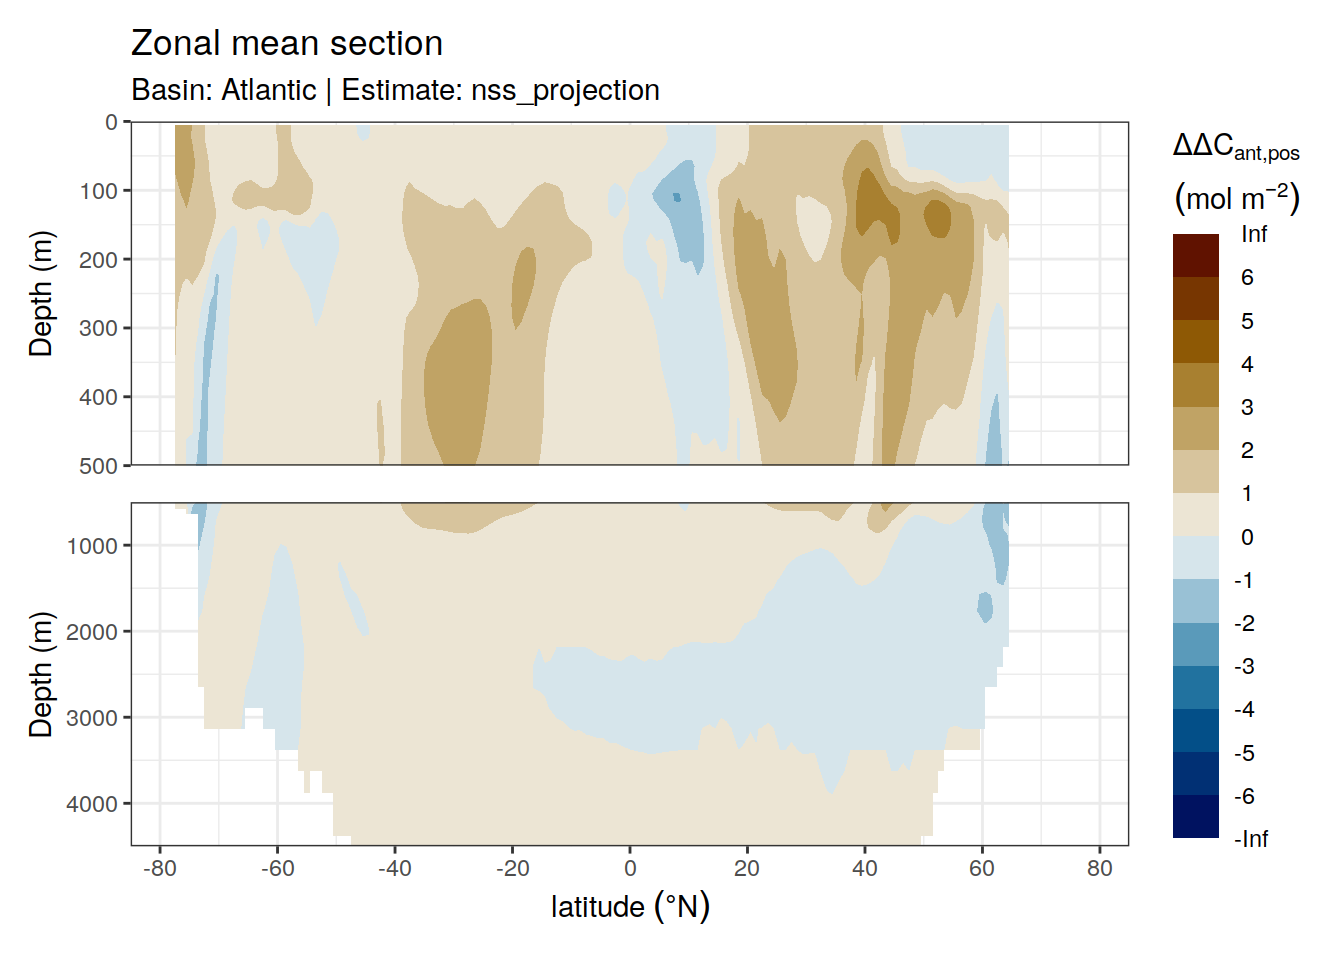 Zonal mean section
Basin: Atlantic | Estimate: nss_projection
Depth (m)
0
100
200
300
400
500
Depth (m)
1000
2000
3000
4000
-80 -60 -40 -20 0 20 40 60 80
latitude (°N)
ΔΔC_ant,pos
(mol m⁻²)
Inf
6
5
4
3
2
1
0
-1
-2
-3
-4
-5
-6
-Inf